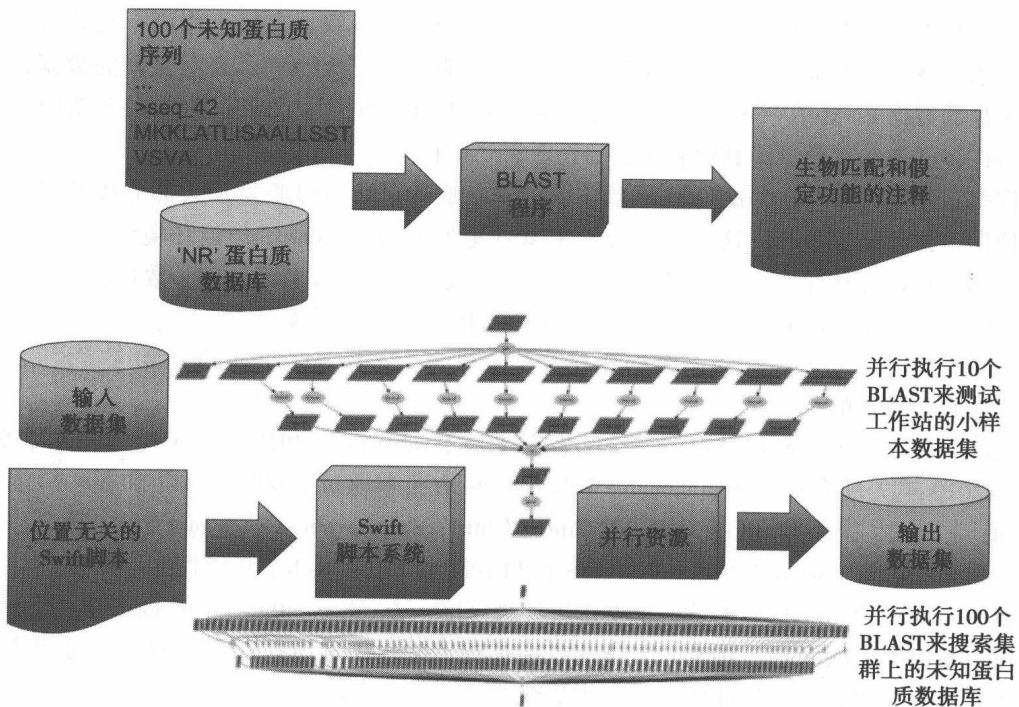 100个未知蛋白质
序列
...
>seq_42
MKKLATLISAALLSST
VSVA...
'NR' 蛋白质
数据库
BLAST
程序
生物匹配和假
定功能的注释
输入
数据集
并行执行10个
BLAST来测试
工作站的小样
本数据集
位置无关的
Swift脚本
Swift
脚本系统
并行资源
输出
数据集
并行执行100个
BLAST来搜索集
群上的未知蛋白
质数据库